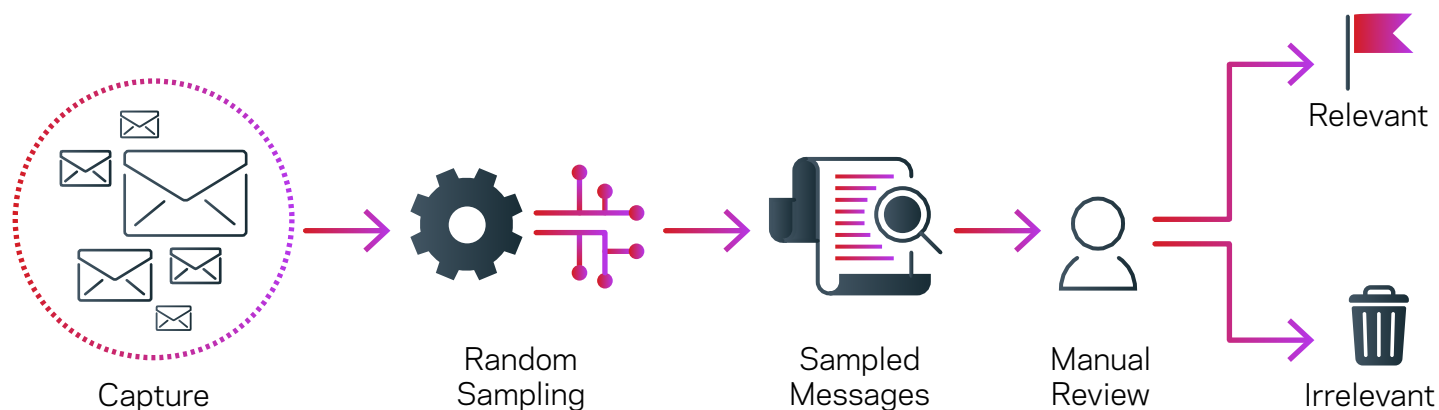 Relevant
Capture
Random
Sampling
Sampled
Messages
Manual
Review
Irrelevant